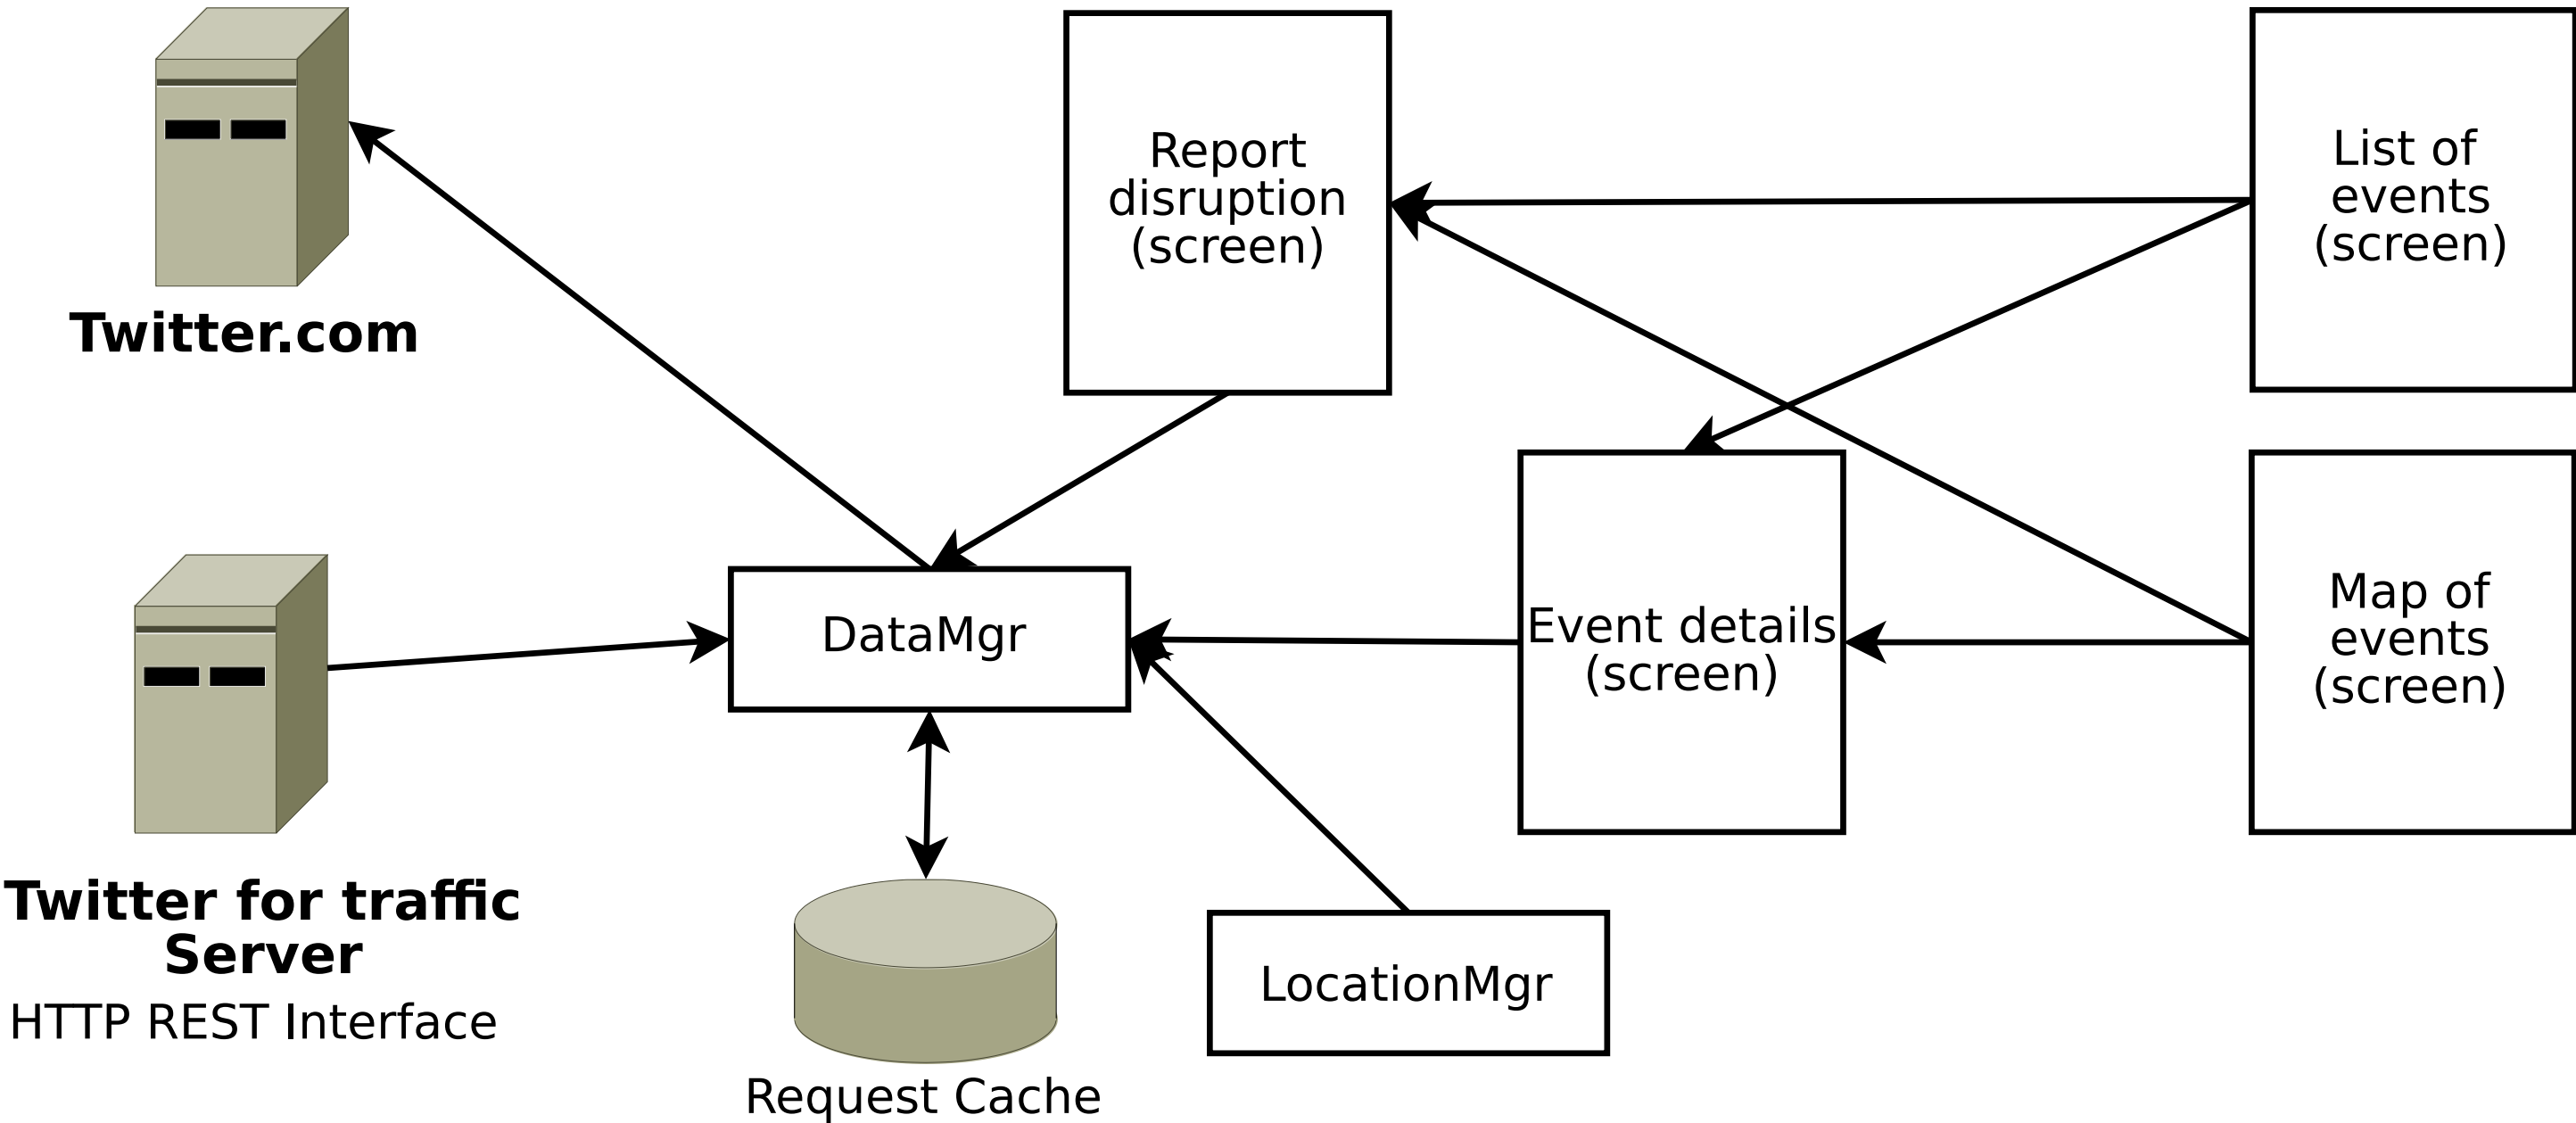 Twitter.com
Report
disruption
(screen)
List of
events
(screen)
DataMgr
Event details
(screen)
Map of
events
(screen)
Twitter for traffic
Server
HTTP REST Interface
LocationMgr
Request Cache